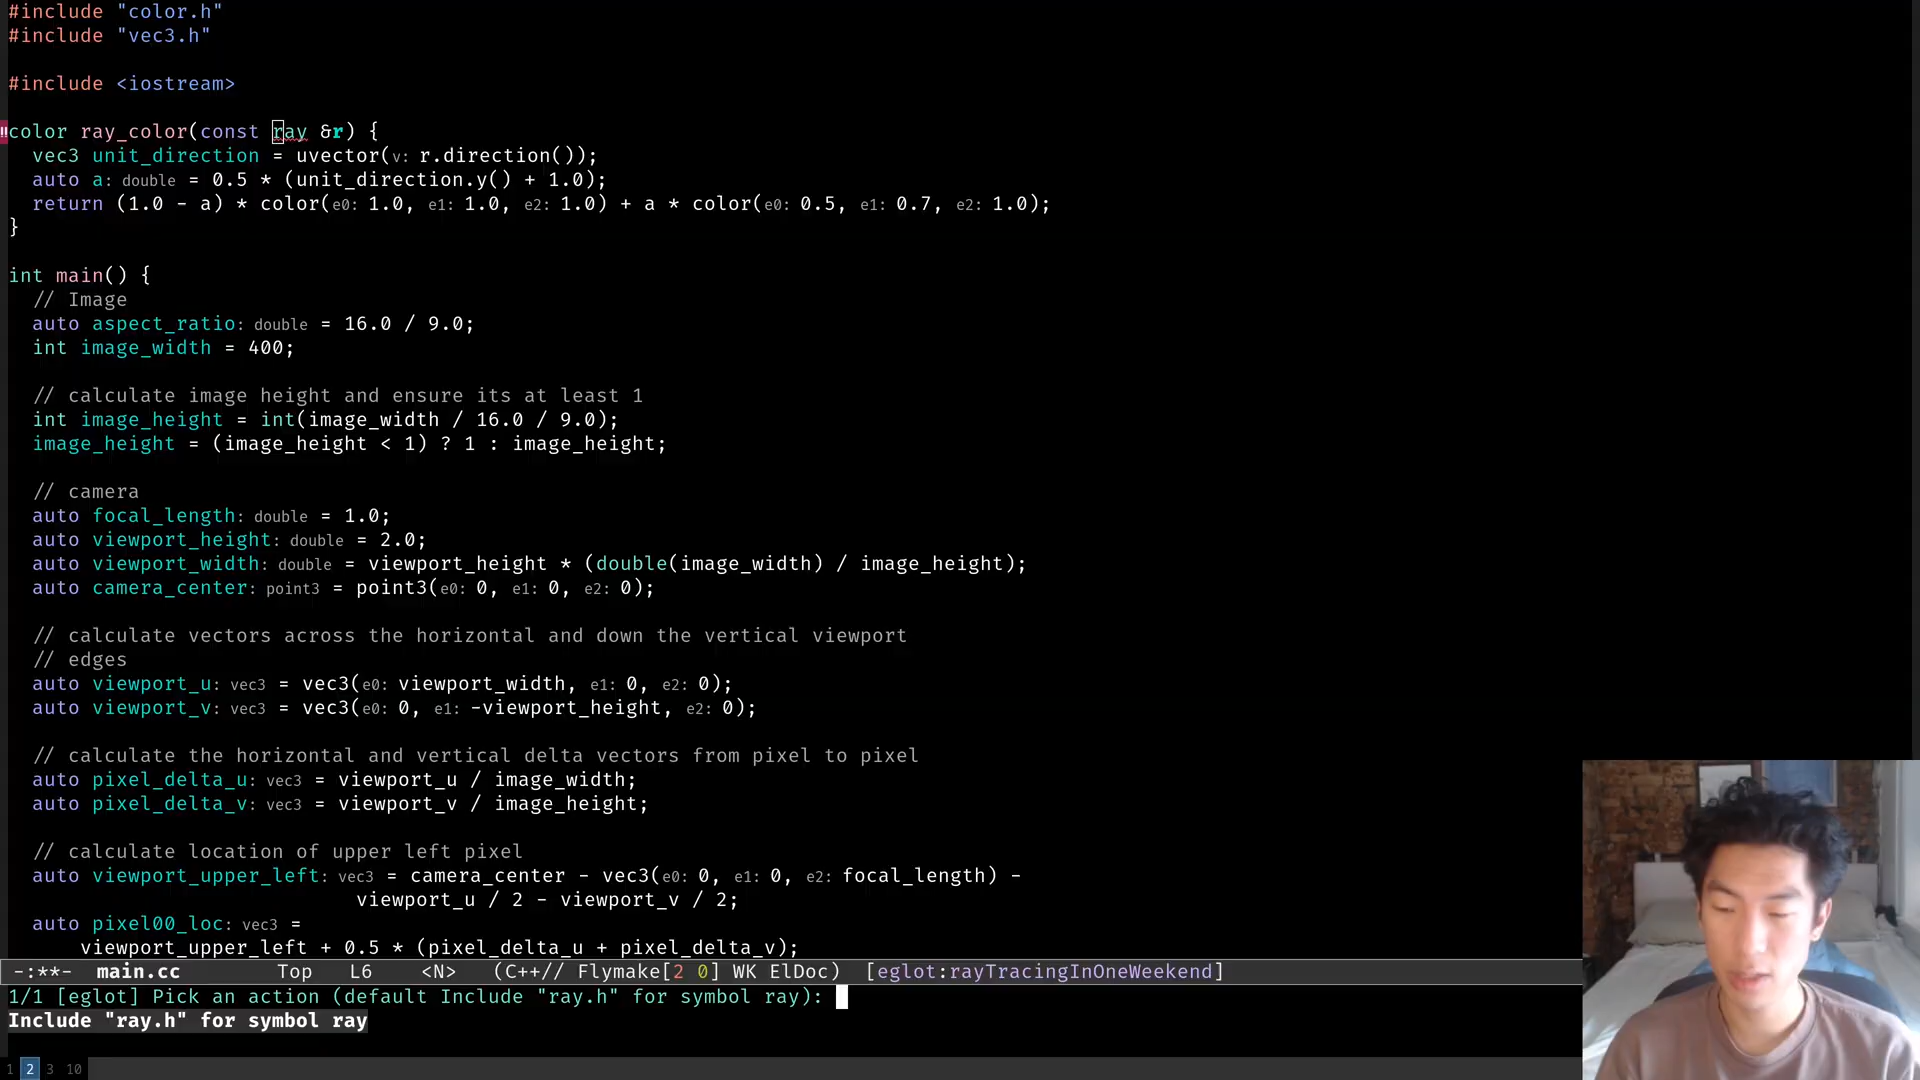 #include "color.h"
#include "vec3.h"
#include <iostream>
!!color ray_color(const ray &r) {
  vec3 unit_direction = uvector(v: r.direction());
  auto a: double = 0.5 * (unit_direction.y() + 1.0);
  return (1.0 - a) * color(e0: 1.0, e1: 1.0, e2: 1.0) + a * color(e0: 0.5, e1: 0.7, e2: 1.0);
}
int main() {
  // Image
  auto aspect_ratio: double = 16.0 / 9.0;
  int image_width = 400;
  // calculate image height and ensure its at least 1
  int image_height = int(image_width / 16.0 / 9.0);
  image_height = (image_height < 1) ? 1 : image_height;
  // camera
  auto focal_length: double = 1.0;
  auto viewport_height: double = 2.0;
  auto viewport_width: double = viewport_height * (double(image_width) / image_height);
  auto camera_center: point3 = point3(e0: 0, e1: 0, e2: 0);
  // calculate vectors across the horizontal and down the vertical viewport
  // edges
  auto viewport_u: vec3 = vec3(e0: viewport_width, e1: 0, e2: 0);
  auto viewport_v: vec3 = vec3(e0: 0, e1: -viewport_height, e2: 0);
  // calculate the horizontal and vertical delta vectors from pixel to pixel
  auto pixel_delta_u: vec3 = viewport_u / image_width;
  auto pixel_delta_v: vec3 = viewport_v / image_height;
  // calculate location of upper left pixel
  auto viewport_upper_left: vec3 = camera_center - vec3(e0: 0, e1: 0, e2: focal_length) -
                             viewport_u / 2 - viewport_v / 2;
  auto pixel00_loc: vec3 =
      viewport_upper_left + 0.5 * (pixel_delta_u + pixel_delta_v);
-:**-  main.cc        Top   L6    <N>   (C++// Flymake[2 0] WK ElDoc)  [eglot:rayTracingInOneWeekend]
1/1 [eglot] Pick an action (default Include "ray.h" for symbol ray):
Include "ray.h" for symbol ray
1 2 3 10